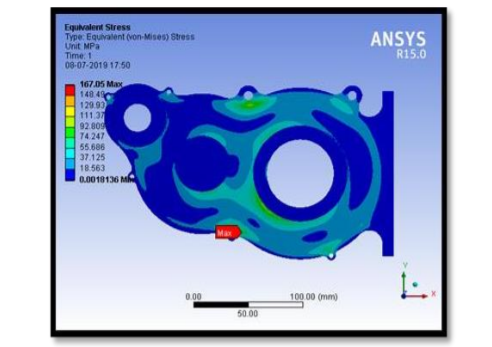 Equivalent Stress
Type: Equivalent (von-Mises) Stress
Unit: MPa
Time: 1
08-07-2019 17:50
ANSYS
R15.0
167.05 Max
148.49
129.93
111.37
92.809
74.247
55.686
37.125
18.563
0.0018136 Min
Max
0.00
100.00 (mm)
50.00
Y
X